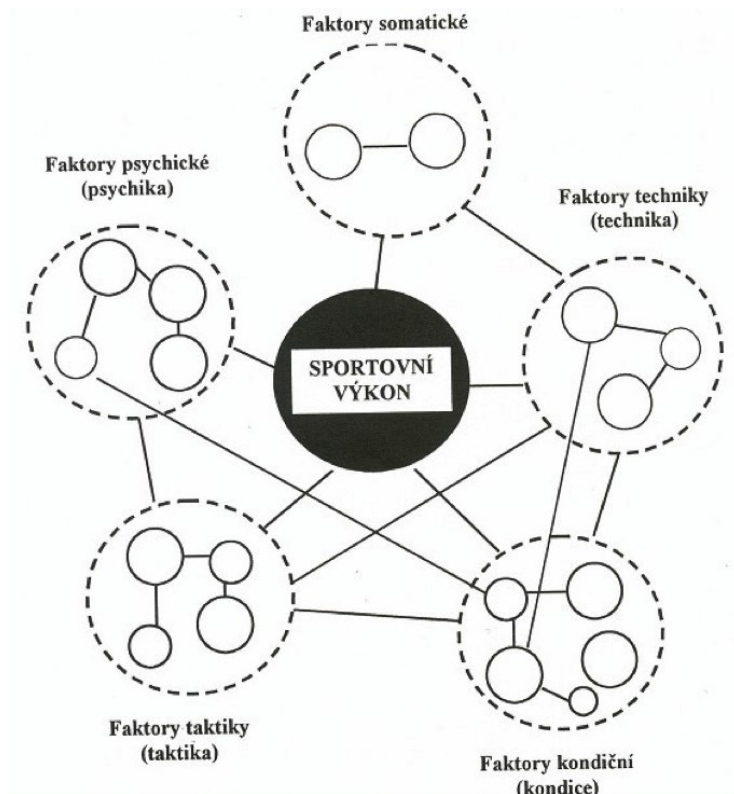 Faktory somatické
Faktory psychické
(psychika)
Faktory techniky
(technika)
SPORTOVNÍ
VÝKON
Faktory taktiky
(taktika)
Faktory kondiční
(kondice)